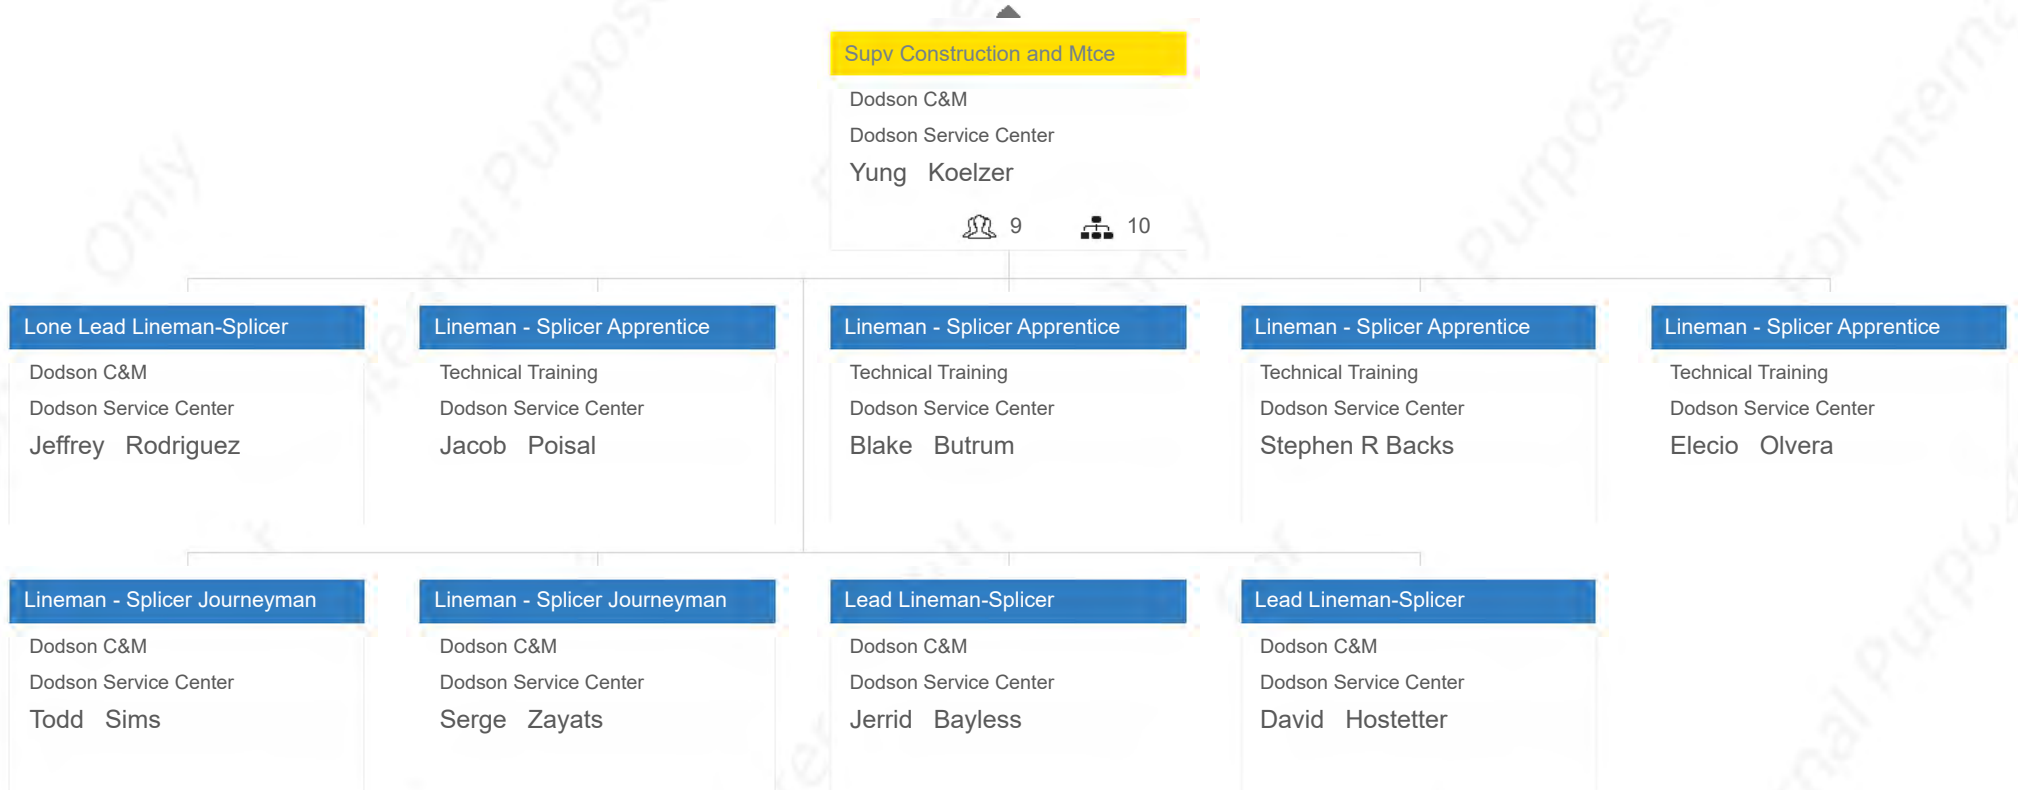 Supv Construction and Mtce
Dodson C&M
Dodson Service Center
Yung Koelzer
9 10
Lone Lead Lineman-Splicer
Dodson C&M
Dodson Service Center
Jeffrey Rodriguez
Lineman - Splicer Apprentice
Technical Training
Dodson Service Center
Jacob Poisal
Lineman - Splicer Apprentice
Technical Training
Dodson Service Center
Blake Butrum
Lineman - Splicer Apprentice
Technical Training
Dodson Service Center
Stephen R Backs
Lineman - Splicer Apprentice
Technical Training
Dodson Service Center
Elecio Olvera
Lineman - Splicer Journeyman
Dodson C&M
Dodson Service Center
Todd Sims
Lineman - Splicer Journeyman
Dodson C&M
Dodson Service Center
Serge Zayats
Lead Lineman-Splicer
Dodson C&M
Dodson Service Center
Jerrid Bayless
Lead Lineman-Splicer
Dodson C&M
Dodson Service Center
David Hostetter